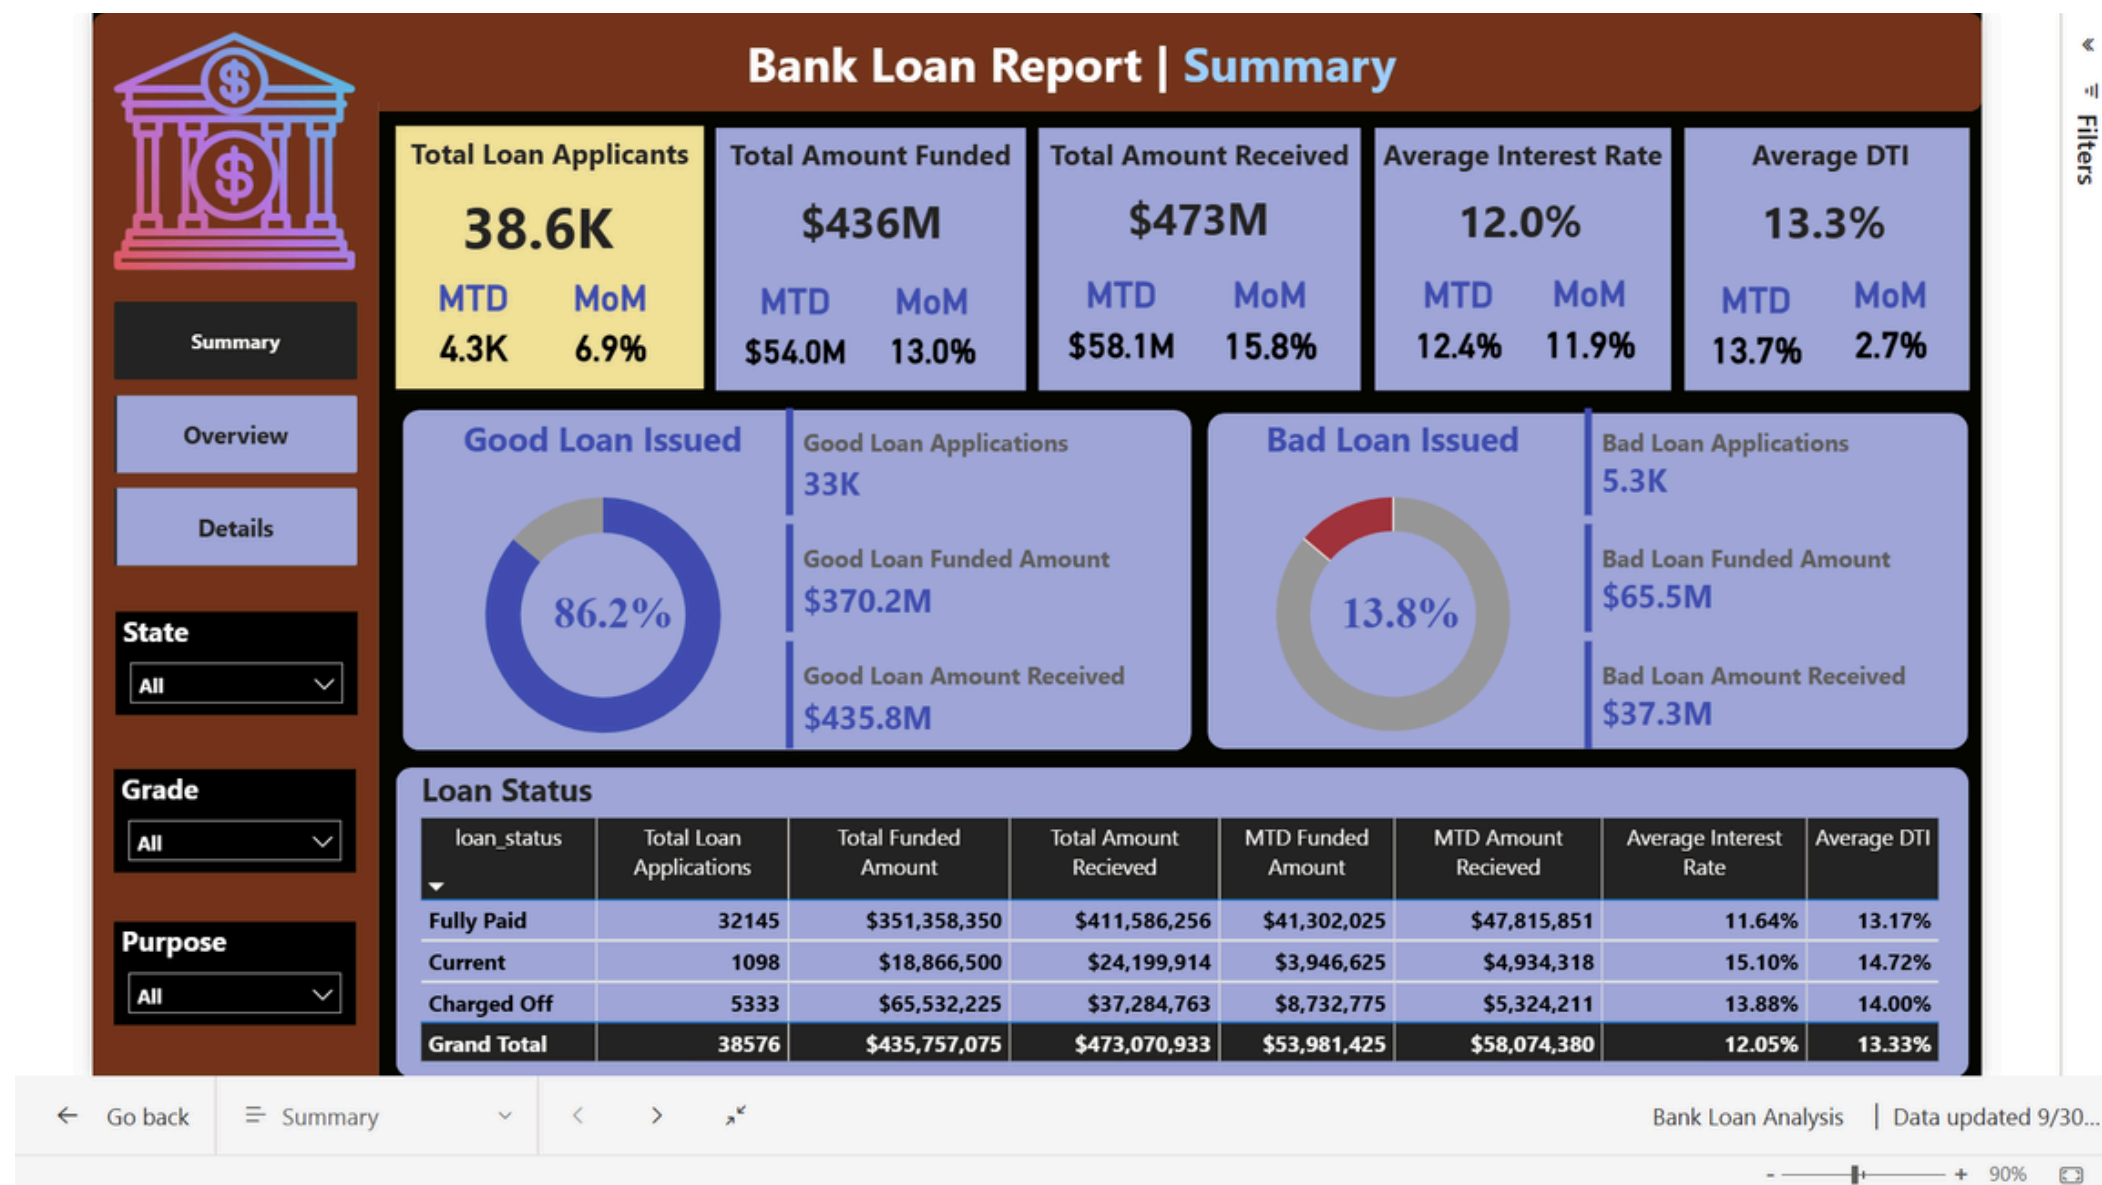 Bank Loan Report | Summary
Total Loan Applicants
38.6K
MTD MoM
4.3K 6.9%
Total Amount Funded
$436M
MTD MoM
$54.0M 13.0%
Total Amount Received
$473M
MTD MoM
$58.1M 15.8%
Average Interest Rate
12.0%
MTD MoM
12.4% 11.9%
Average DTI
13.3%
MTD MoM
13.7% 2.7%
Filters
Summary
Overview
Details
State
All
Grade
All
Purpose
All
Good Loan Issued
86.2%
Good Loan Applications
33K
Good Loan Funded Amount
$370.2M
Good Loan Amount Received
$435.8M
Bad Loan Issued
13.8%
Bad Loan Applications
5.3K
Bad Loan Funded Amount
$65.5M
Bad Loan Amount Received
$37.3M
Loan Status
loan_status Total Loan Applications Total Funded Amount Total Amount Recieved MTD Funded Amount MTD Amount Recieved Average Interest Rate Average DTI
Fully Paid 32145 $351,358,350 $411,586,256 $41,302,025 $47,815,851 11.64% 13.17%
Current 1098 $18,866,500 $24,199,914 $3,946,625 $4,934,318 15.10% 14.72%
Charged Off 5333 $65,532,225 $37,284,763 $8,732,775 $5,324,211 13.88% 14.00%
Grand Total 38576 $435,757,075 $473,070,933 $53,981,425 $58,074,380 12.05% 13.33%
Go back Summary Bank Loan Analysis | Data updated 9/30...
- + 90%